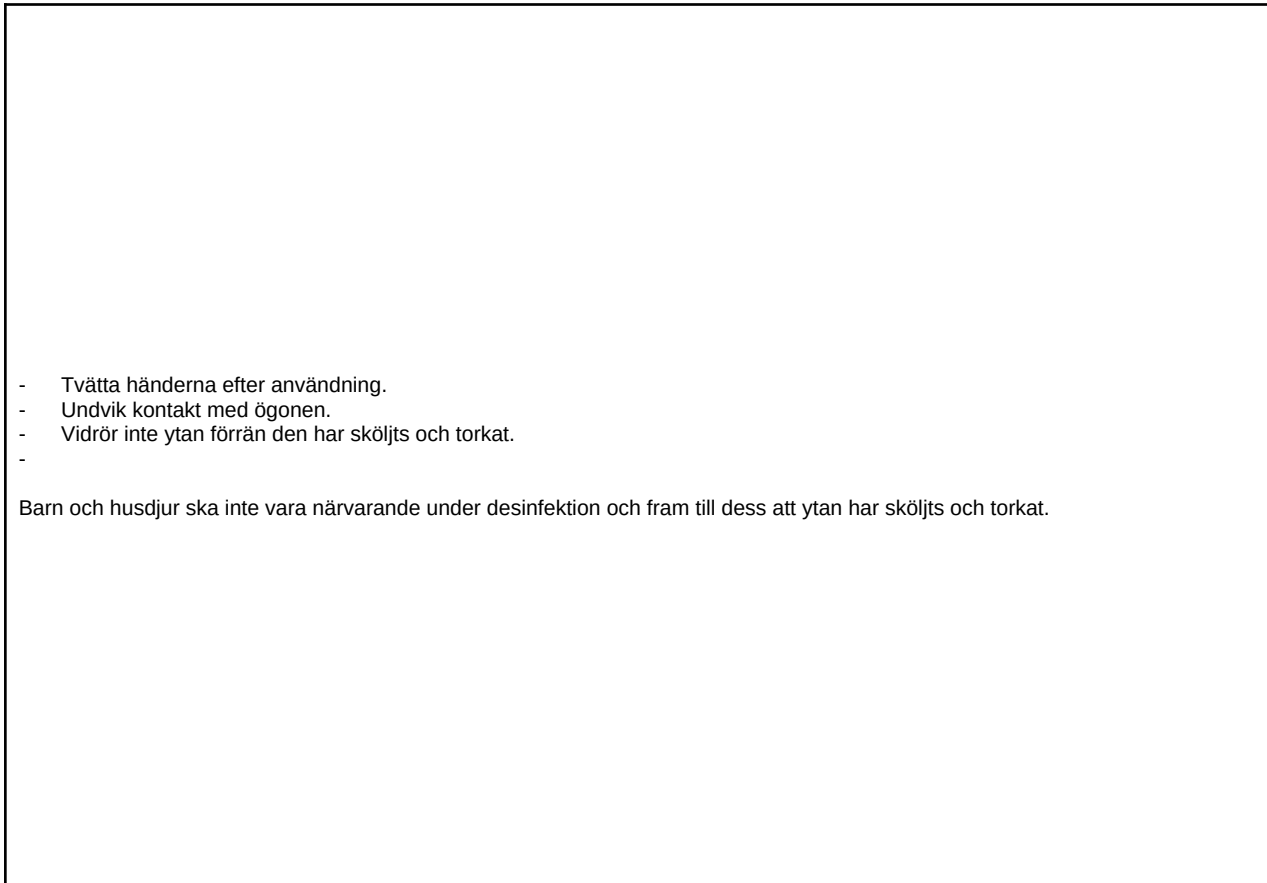 - Tvätta händerna efter användning.
- Undvik kontakt med ögonen.
- Vidrör inte ytan förrän den har sköljts och torkat.
-
Barn och husdjur ska inte vara närvarande under desinfektion och fram till dess att ytan har sköljts och torkat.